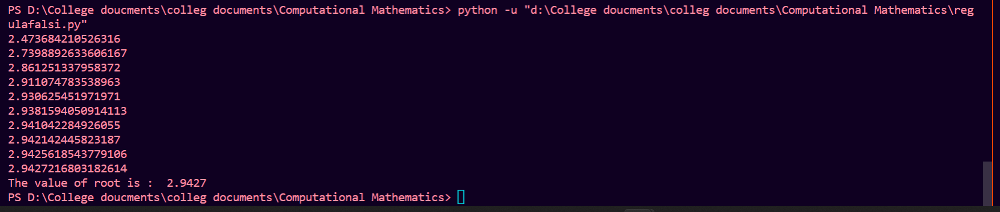 PS D:\College doucments\colleg documents\Computational Mathematics> python -u "d:\College doucments\colleg documents\Computational Mathematics\reg
ulafalsi.py"
2.473684210526316
2.7398892633606167
2.861251337958372
2.911074783538963
2.930625451971971
2.9381594050914113
2.941042284926055
2.942142445823187
2.9425618543779106
2.9427216803182614
The value of root is :  2.9427
PS D:\College doucments\colleg documents\Computational Mathematics>